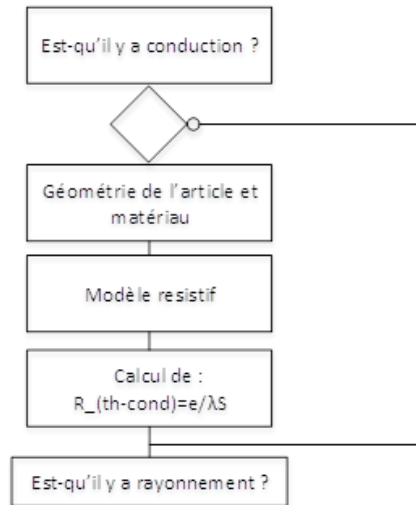 Est-qu'il y a conduction ?
Géométrie de l'article et
matériau
Modèle resistif
Calcul de :
R_(th-cond)=e/λS
Est-qu'il y a rayonnement ?